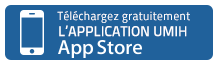 Téléchargez gratuitement
L'APPLICATION UMIH
App Store